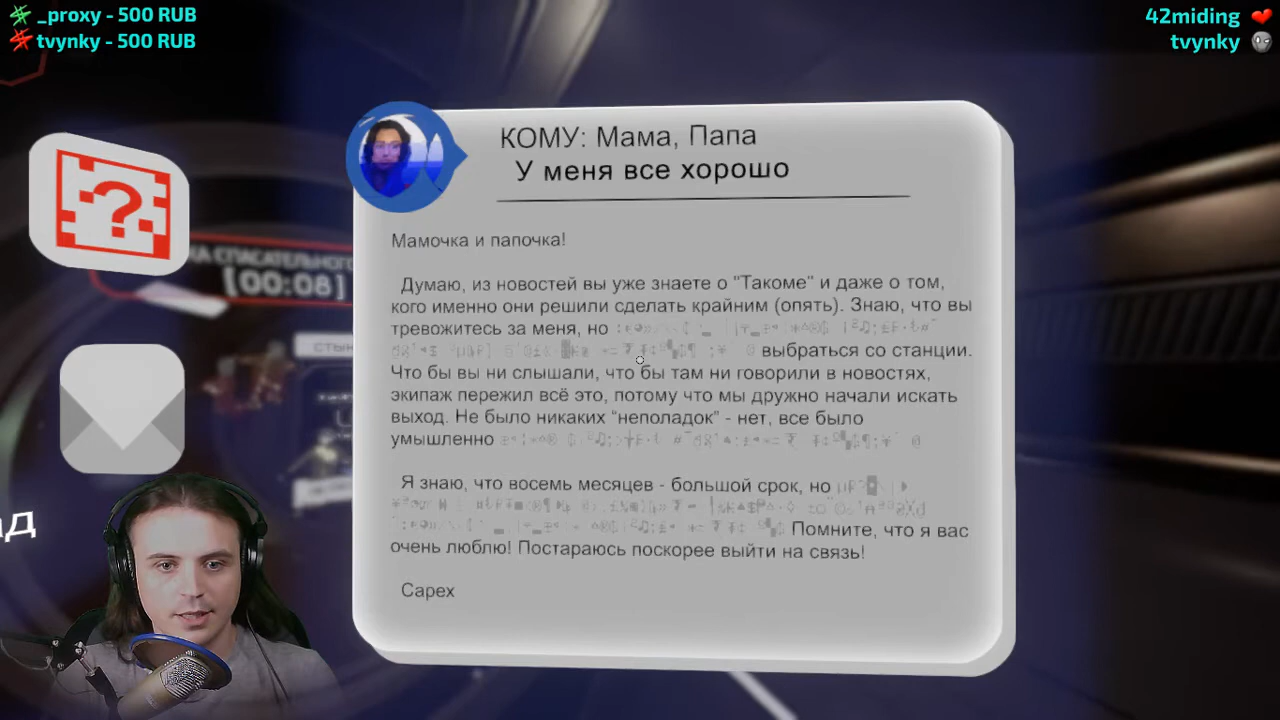 _proxy - 500 RUB
tvynky - 500 RUB
42miding
tvynky
КОМУ: Мама, Папа
У меня все хорошо
СПАСАТЕЛЬНОГО
[00:08]
Мамочка и папочка!
Думаю, из новостей вы уже знаете о "Такоме" и даже о том,
кого именно они решили сделать крайним (опять). Знаю, что вы
тревожитесь за меня, но
выбраться со станции.
Что бы вы ни слышали, что бы там ни говорили в новостях,
экипаж пережил всё это, потому что мы дружно начали искать
выход. Не было никаких "неполадок" - нет, все было
умышленно
Я знаю, что восемь месяцев - большой срок, но
Помните, что я вас
очень люблю! Постараюсь поскорее выйти на связь!
Сарех